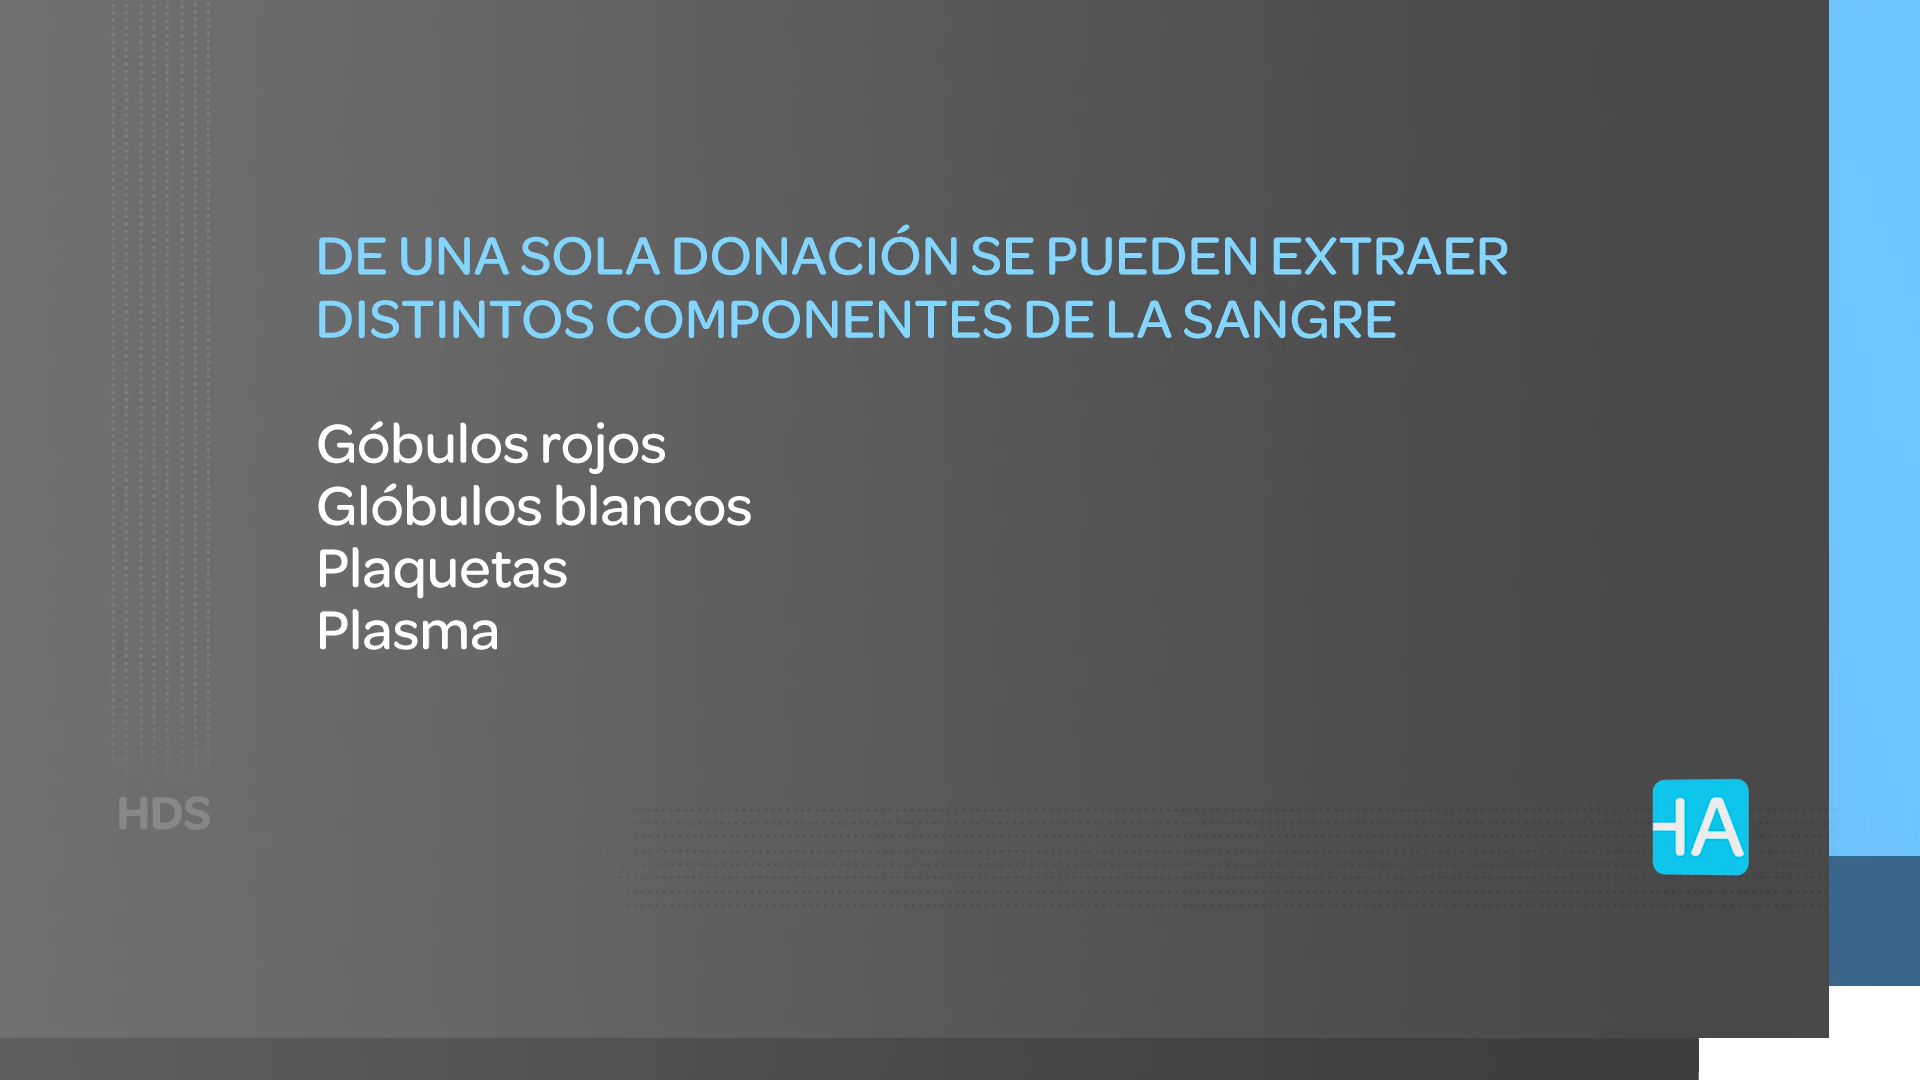 DE UNA SOLA DONACIÓN SE PUEDEN EXTRAER
DISTINTOS COMPONENTES DE LA SANGRE
Góbulos rojos
Glóbulos blancos
Plaquetas
Plasma
HDS
HA